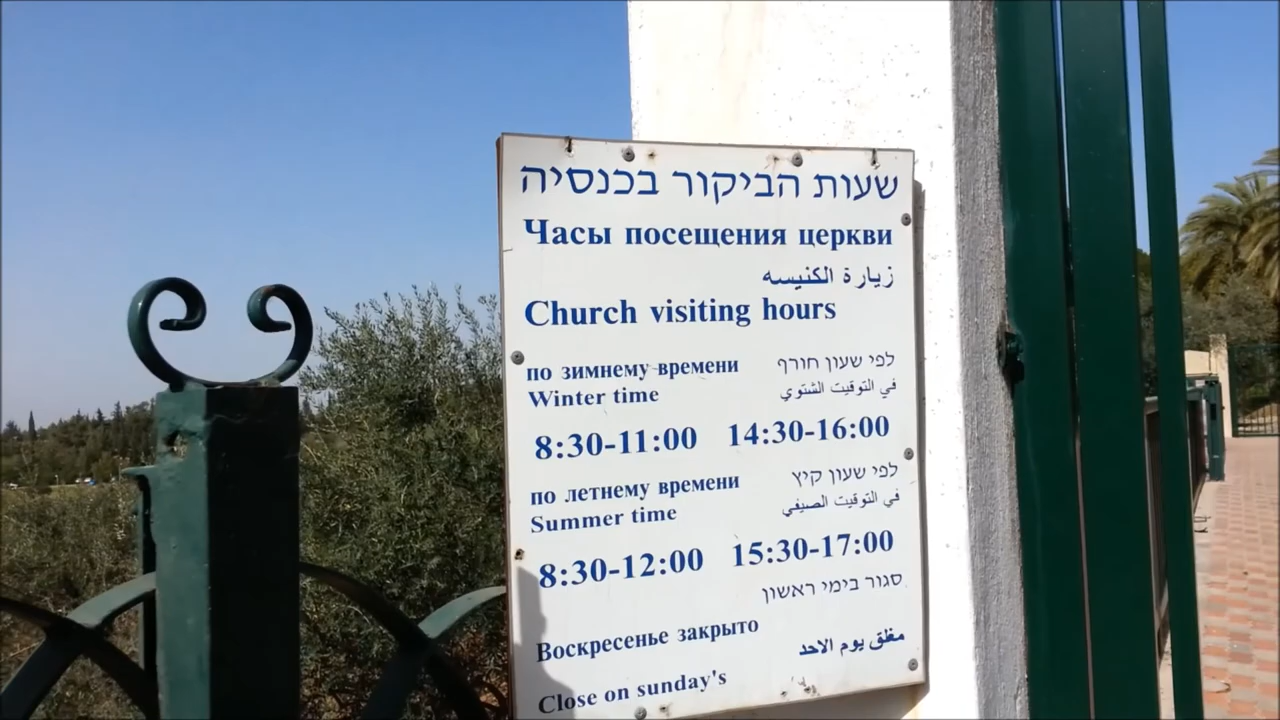 שעות הביקור בכנסיה
Часы посещения церкви
زيارة الكنيسه
Church visiting hours
по зимнему времени לפי שעון חורף
Winter time في التوقيت الشتوي
8:30-11:00 14:30-16:00
по летнему времени לפי שעון קיץ
Summer time في التوقيت الصيفي
8:30-12:00 15:30-17:00
סגור בימי ראשון
Воскресенье закрыто
مغلق يوم الاحد
Close on sunday's